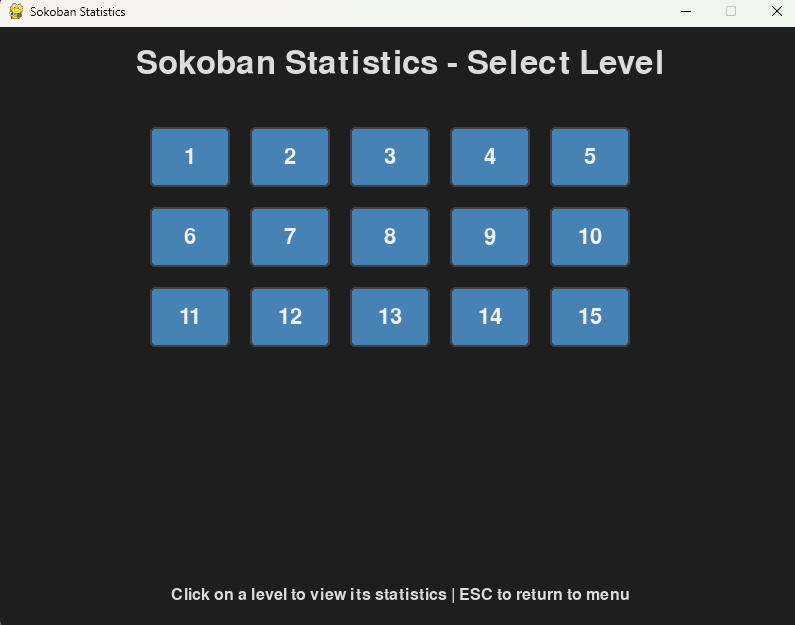 Sokoban Statistics
Sokoban Statistics - Select Level
1 2 3 4 5
6 7 8 9 10
11 12 13 14 15
Click on a level to view its statistics | ESC to return to menu